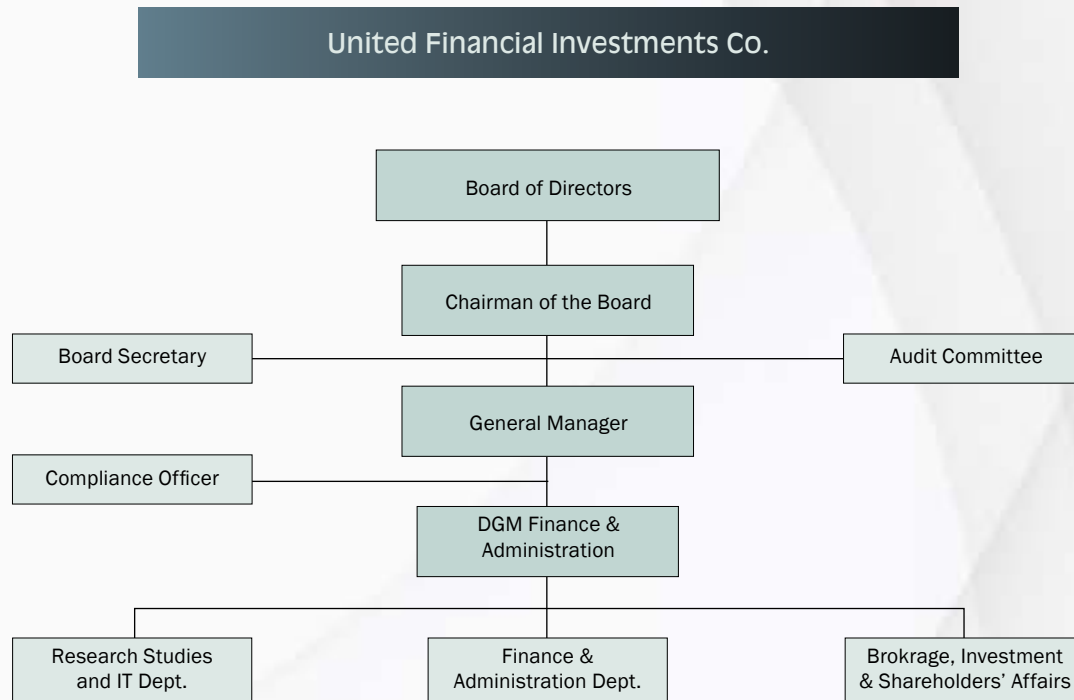 United Financial Investments Co.
Board of Directors
Chairman of the Board
Board Secretary
Audit Committee
General Manager
Compliance Officer
DGM Finance &
Administration
Research Studies
and IT Dept.
Finance &
Administration Dept.
Brokrage, Investment
& Shareholders' Affairs